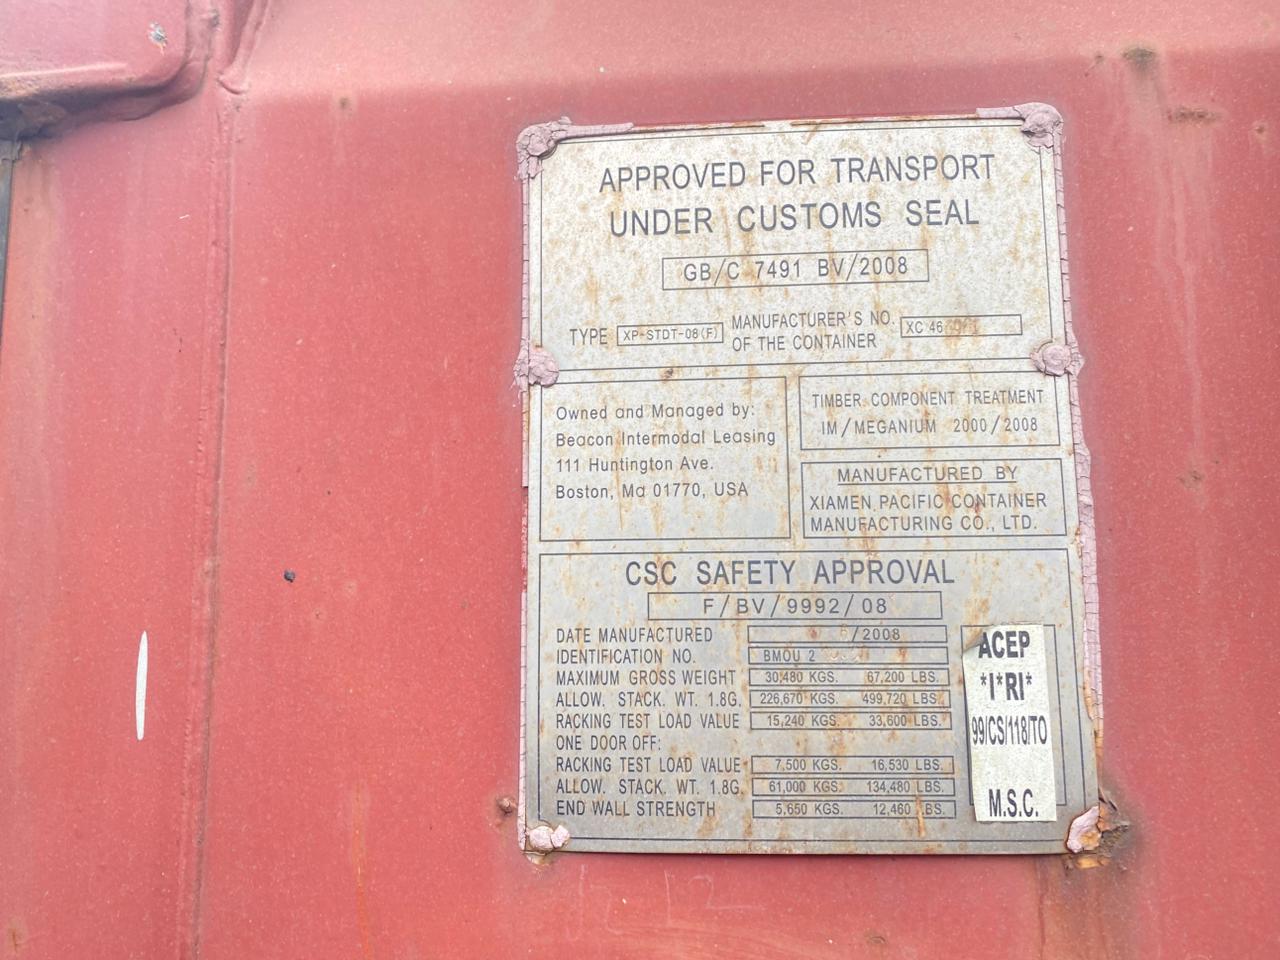 APPROVED FOR TRANSPORT
UNDER CUSTOMS SEAL
GB/C 7491 BV/2008
TYPE XP-STDT-08(F) MANUFACTURER'S NO. OF THE CONTAINER XC 46
Owned and Managed by:
Beacon Intermodal Leasing
111 Huntington Ave.
Boston, Ma 01770, USA
TIMBER COMPONENT TREATMENT
IM/MEGANIUM 2000/2008
MANUFACTURED BY
XIAMEN PACIFIC CONTAINER
MANUFACTURING CO., LTD.
CSC SAFETY APPROVAL
F/BV/9992/08
DATE MANUFACTURED /2008
IDENTIFICATION NO. BMOU 2
MAXIMUM GROSS WEIGHT 30,480 KGS. 67,200 LBS.
ALLOW. STACK. WT. 1.8G. 226,670 KGS. 499,720 LBS.
RACKING TEST LOAD VALUE 15,240 KGS. 33,600 LBS.
ONE DOOR OFF:
RACKING TEST LOAD VALUE 7,500 KGS. 16,530 LBS.
ALLOW. STACK. WT. 1.8G. 61,000 KGS. 134,480 LBS.
END WALL STRENGTH 5,650 KGS. 12,460 LBS.
ACEP
*I*RI*
99/CS/118/TO
M.S.C.